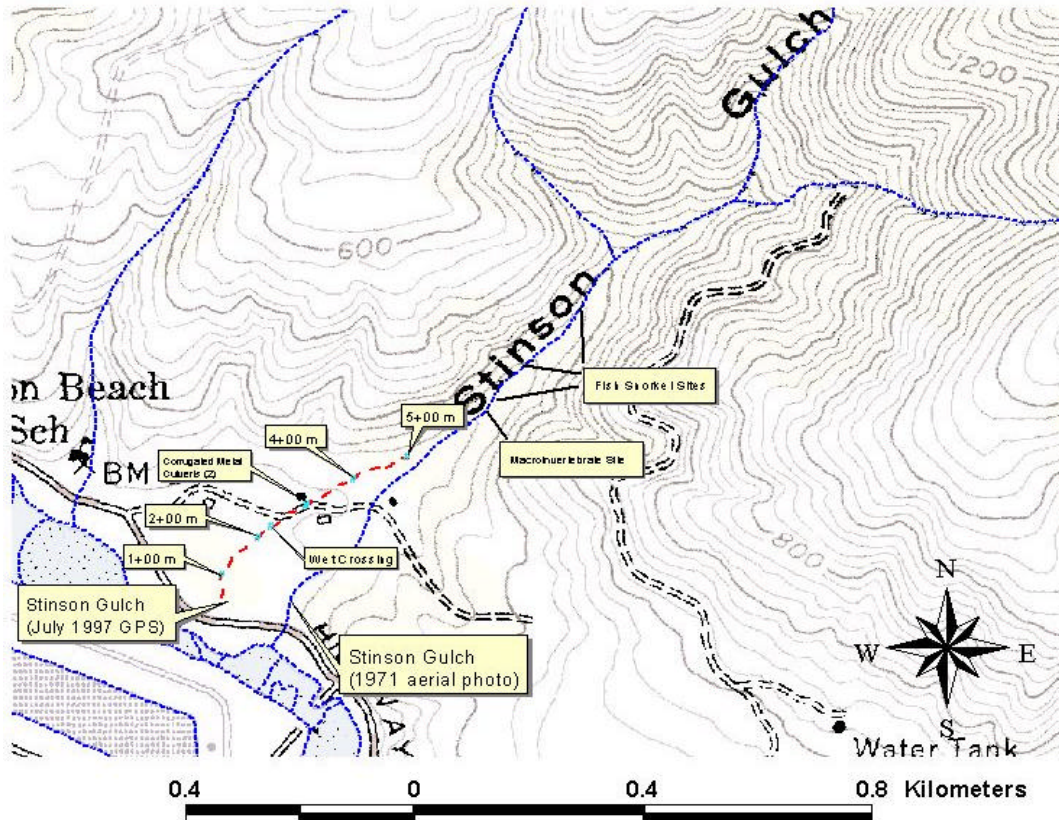 Gulch
1200
600
Stinson
on Beach
Sch
BM
5+00 m
4+00 m
Corrugated Metal
Culverts (2)
2+00 m
1+00 m
Wet Crossing
Fish Snorkel Sites
Macroinvertebrate Site
800
Stinson Gulch
(July 1997 GPS)
Stinson Gulch
(1971 aerial photo)
WAY
N
W
E
S
Water Tank
0.4
0
0.4
0.8 Kilometers